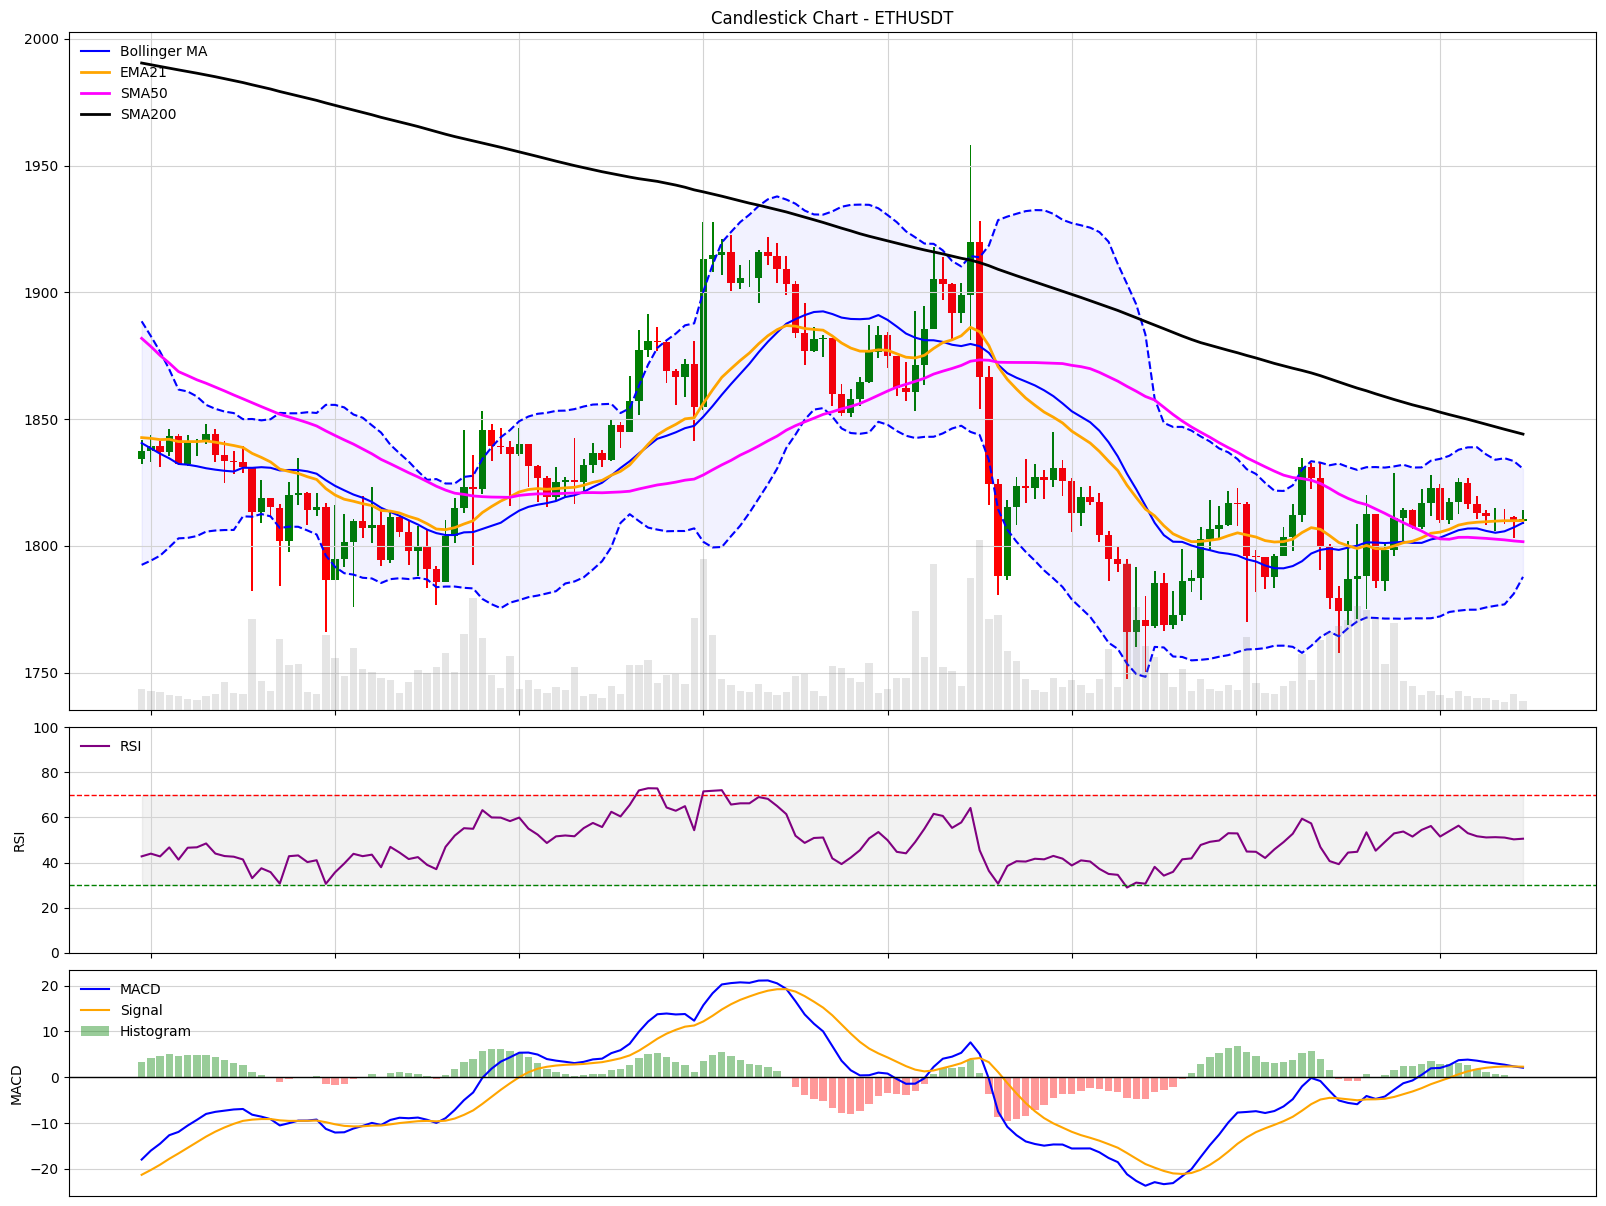 Candlestick Chart - ETHUSDT
2000
1950
1900
1850
1800
1750
Bollinger MA
EMA21
SMA50
SMA200
100
80
60
40
20
0
RSI
RSI
20
10
0
−10
−20
MACD
MACD
Signal
Histogram